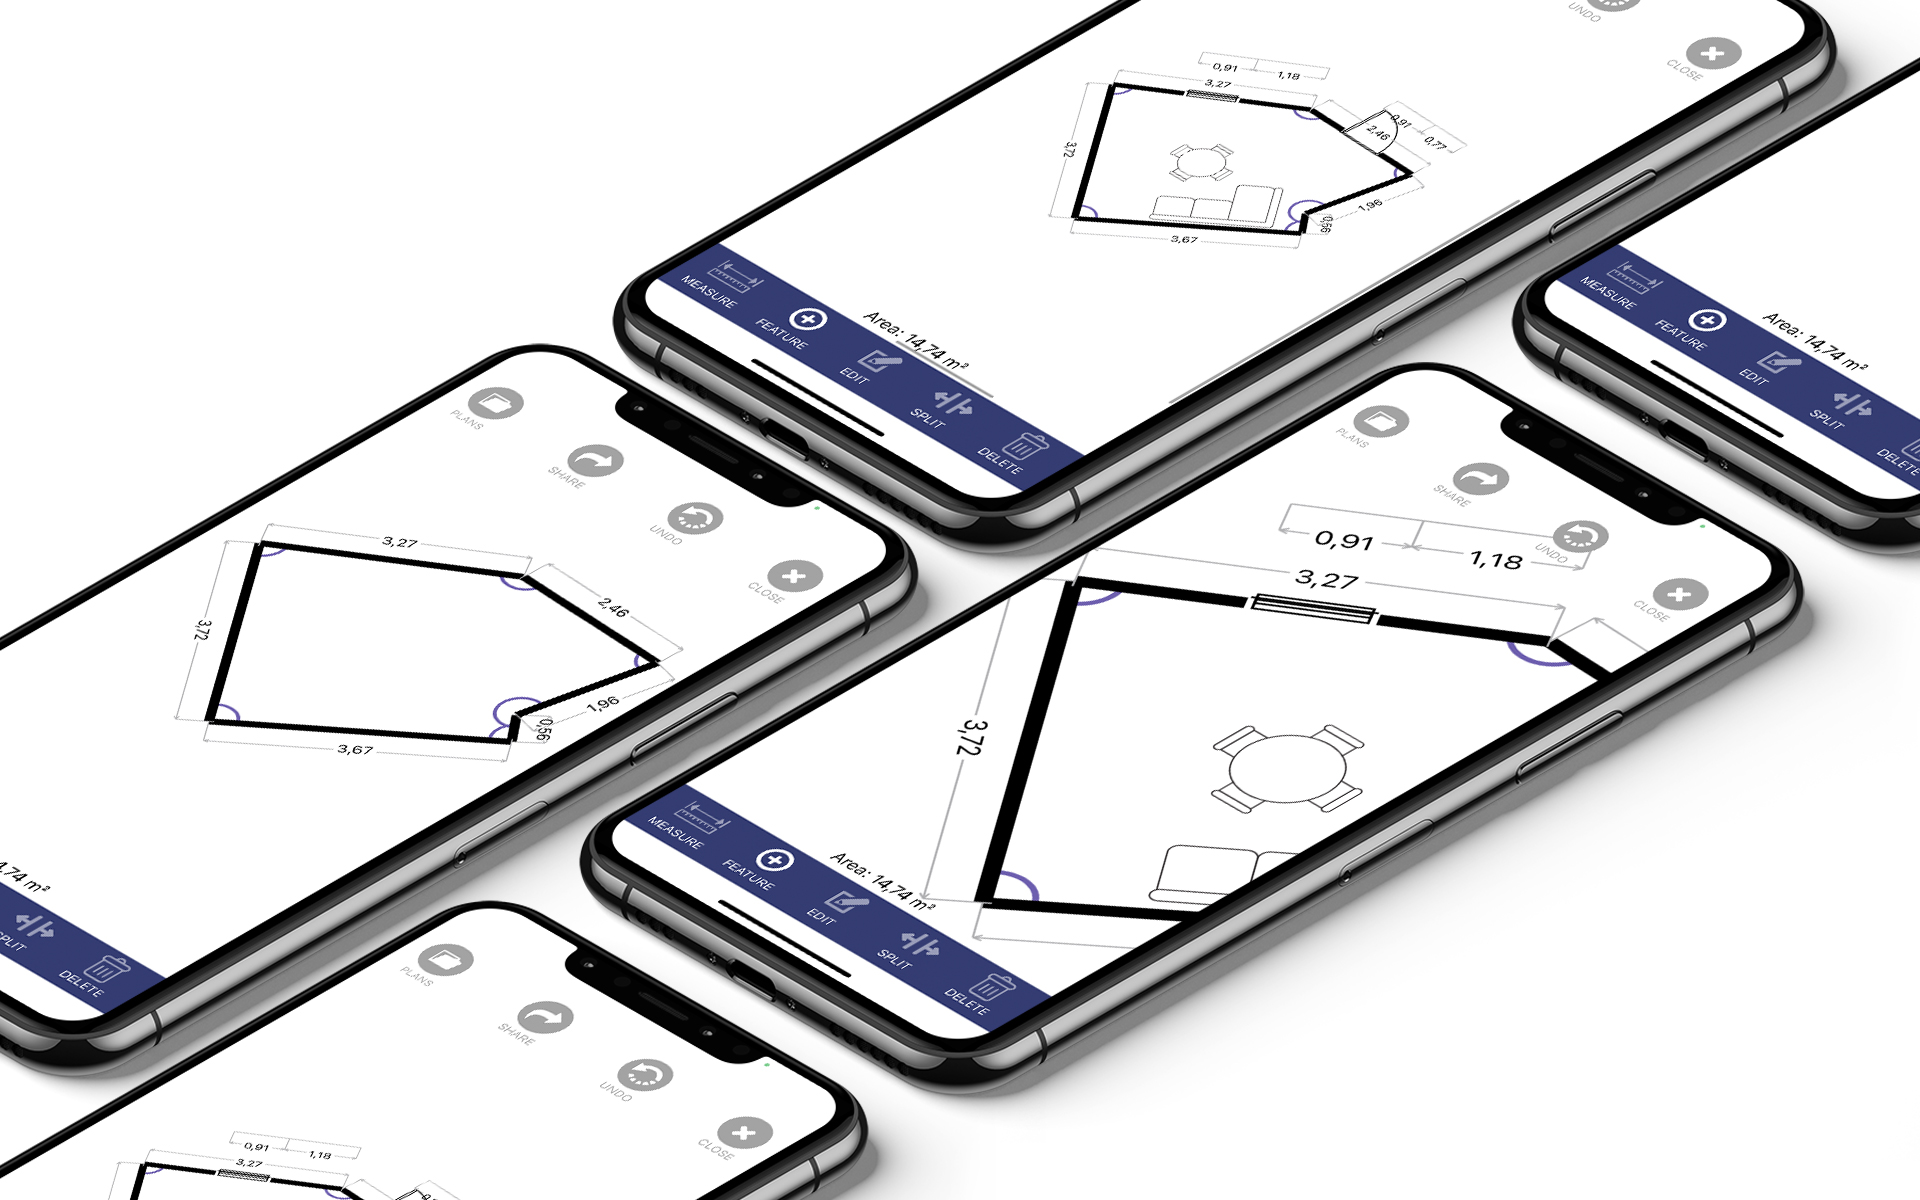 UNDO
CLOSE
0,91
1,18
3,27
3,72
2,46
0,91
0,77
1,96
0,56
3,67
MEASURE
FEATURE
Area: 14,74 m²
EDIT
SPLIT
DELETE
MEASURE
FEATURE
Area: 14,74 m²
EDIT
SPLIT
PLANS
SHARE
UNDO
CLOSE
3,27
2,46
3,72
1,96
0,56
3,67
m²
DELETE
PLANS
SHARE
UNDO
CLOSE
0,91
1,18
3,27
3,72
MEASURE
FEATURE
Area: 14,74 m²
EDIT
SPLIT
DELETE
PLANS
SHARE
UNDO
CLOSE
0,91
1,18
3,27